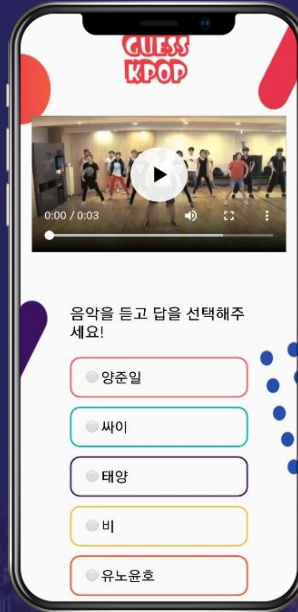 GUESS
KPOP
0:00 / 0:03
음악을 듣고 답을 선택해주
세요!
양준일
싸이
태양
비
유노윤호